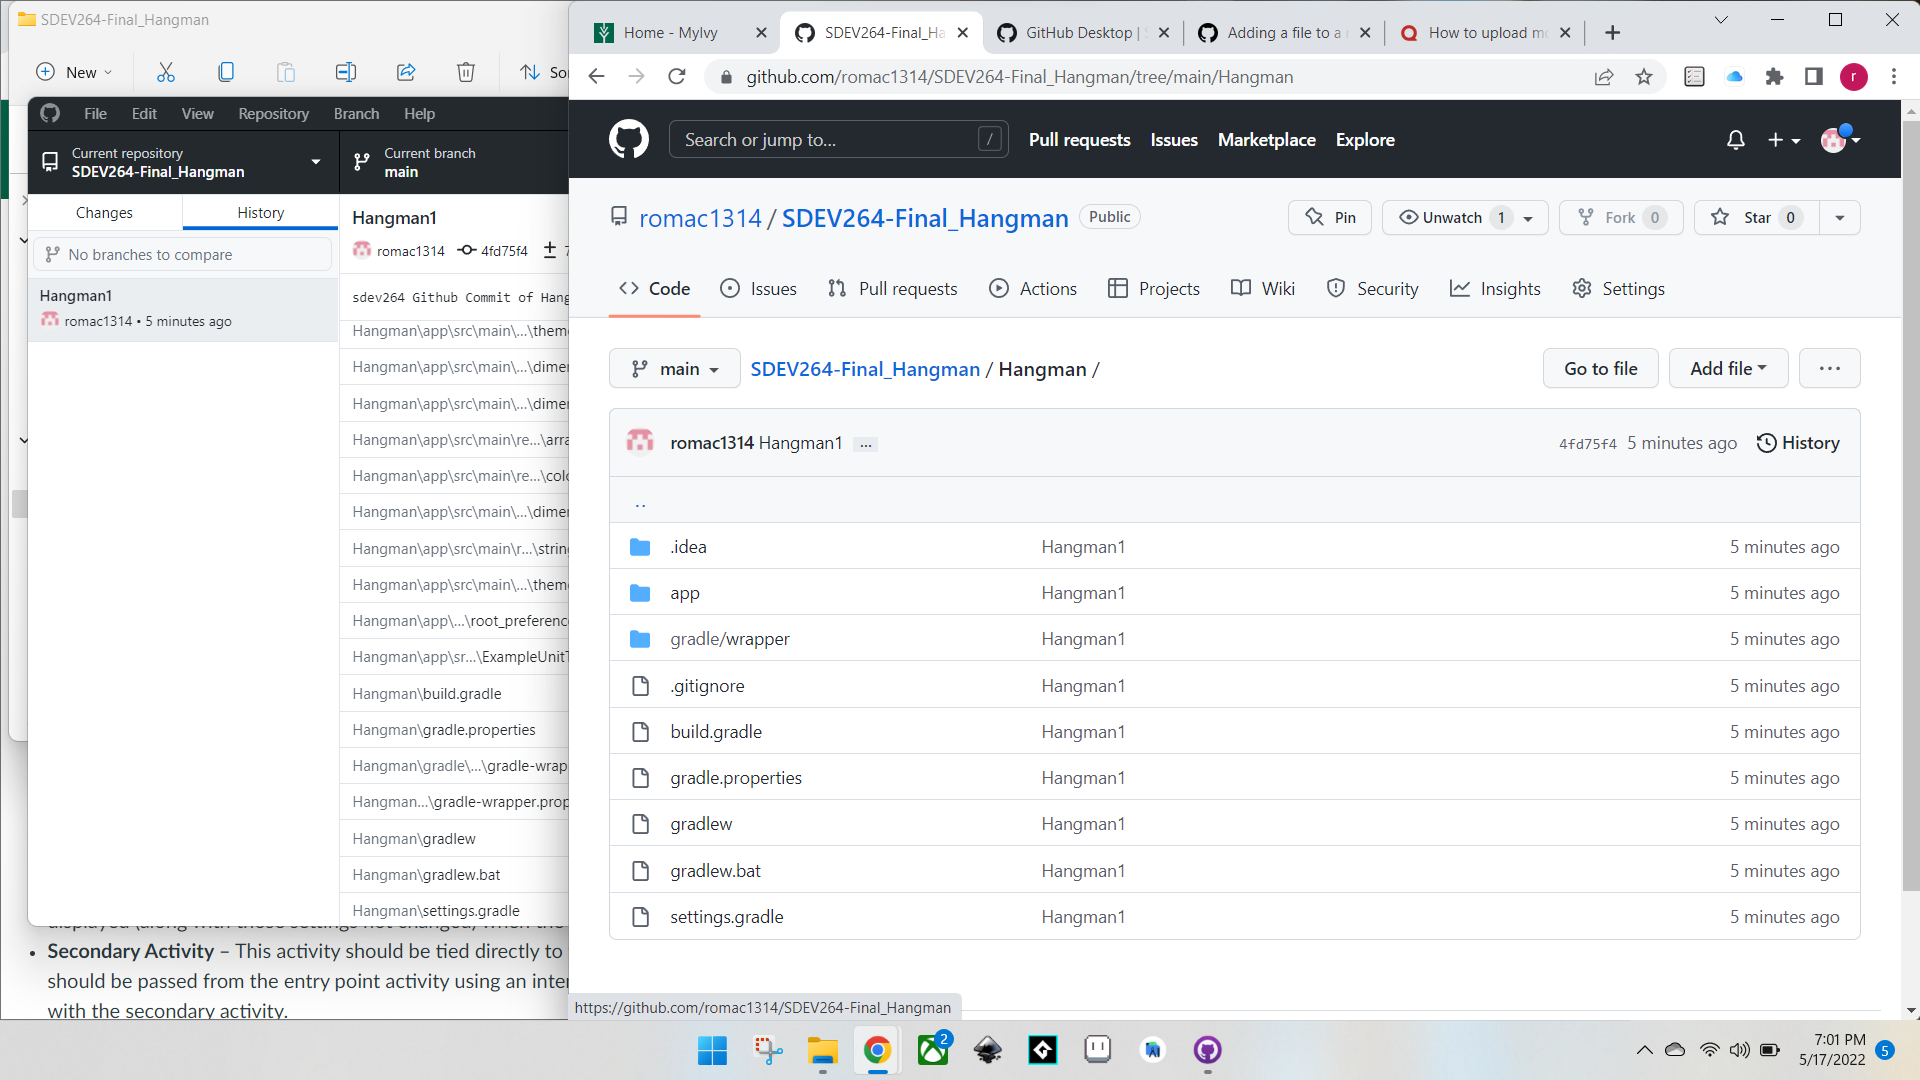 SDEV264-Final_Hangman
New
File Edit View Repository Branch Help
Current repository
SDEV264-Final_Hangman
Current branch
main
Changes History
No branches to compare
Hangman1
romac1314 • 5 minutes ago
Hangman1
romac1314 4fd75f4
sdev264 Github Commit of Hang
Hangman\app\src\main\...\them
Hangman\app\src\main\...\dimen
Hangman\app\src\main\...\dimen
Hangman\app\src\main\re...\arra
Hangman\app\src\main\re...\colo
Hangman\app\src\main\...\dimen
Hangman\app\src\main\r...\string
Hangman\app\src\main\...\them
Hangman\app\...\root_preference
Hangman\app\sr...\ExampleUnitT
Hangman\build.gradle
Hangman\gradle.properties
Hangman\gradle\...\gradle-wrap
Hangman...\gradle-wrapper.prop
Hangman\gradlew
Hangman\gradlew.bat
Hangman\settings.gradle
• Secondary Activity – This activity should be tied directly to
should be passed from the entry point activity using an inte
with the secondary activity.
Home - MyIvy
SDEV264-Final_Ha
GitHub Desktop |
Adding a file to a
How to upload mo
github.com/romac1314/SDEV264-Final_Hangman/tree/main/Hangman
r
Search or jump to... / Pull requests Issues Marketplace Explore
romac1314 / SDEV264-Final_Hangman Public
Pin Unwatch 1 Fork 0 Star 0
Code Issues Pull requests Actions Projects Wiki Security Insights Settings
main SDEV264-Final_Hangman / Hangman / Go to file Add file ...
romac1314 Hangman1 ... 4fd75f4 5 minutes ago History
..
.idea Hangman1 5 minutes ago
app Hangman1 5 minutes ago
gradle/wrapper Hangman1 5 minutes ago
.gitignore Hangman1 5 minutes ago
build.gradle Hangman1 5 minutes ago
gradle.properties Hangman1 5 minutes ago
gradlew Hangman1 5 minutes ago
gradlew.bat Hangman1 5 minutes ago
settings.gradle Hangman1 5 minutes ago
https://github.com/romac1314/SDEV264-Final_Hangman
2
7:01 PM
5/17/2022
5